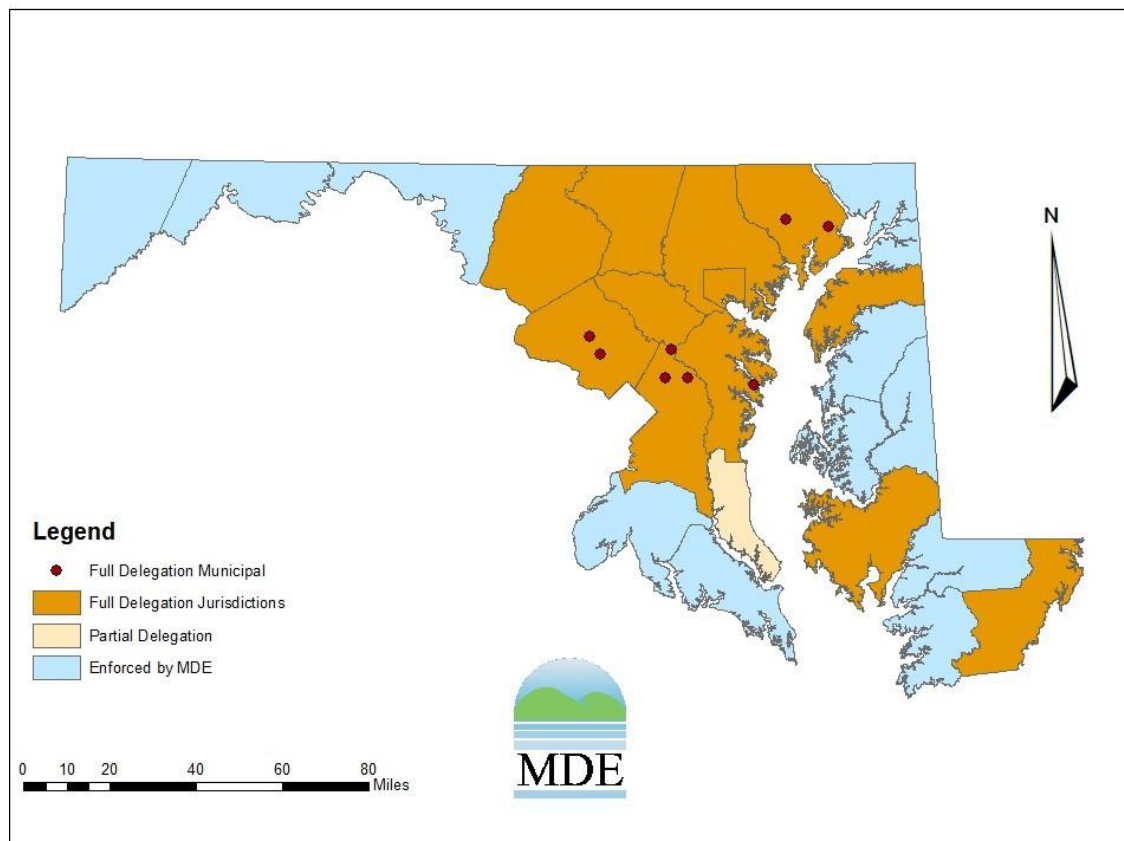 N
Legend
Full Delegation Municipal
Full Delegation Jurisdictions
Partial Delegation
Enforced by MDE
0 10 20 40 60 80
Miles
MDE